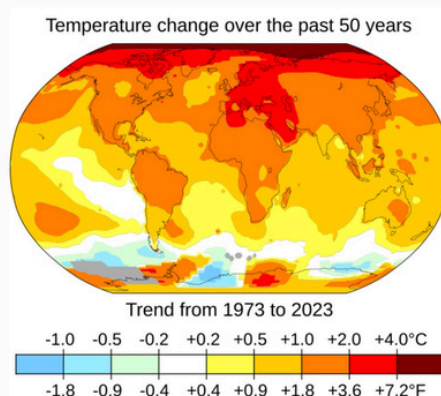 Temperature change over the past 50 years
Trend from 1973 to 2023
-1.0 -0.5 -0.2 +0.2 +0.5 +1.0 +2.0 +4.0°C
-1.8 -0.9 -0.4 +0.4 +0.9 +1.8 +3.6 +7.2°F